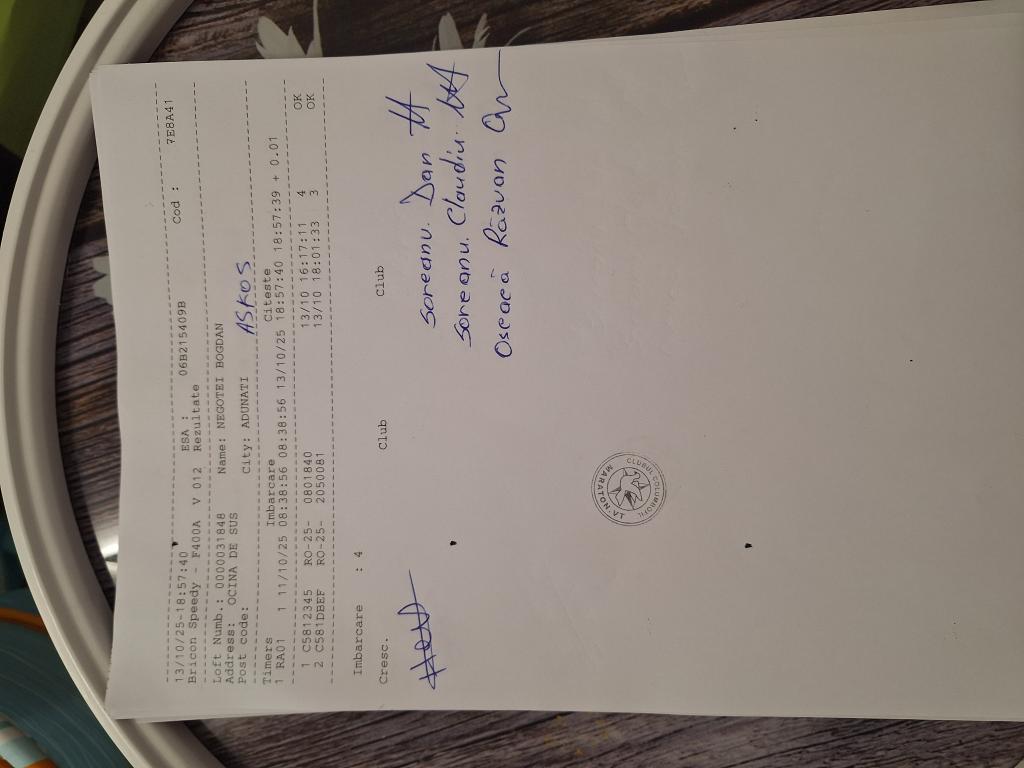 13/10/25-18:57:40 ESA : 06B215409B Cod : 7E8A41
Bricon Speedy - F400A V 012 Rezultate
Loft Numb.: 0000031848 Name: NEGOTEI BOGDAN
Address: OCINA DE SUS
Post code: City: ADUNATI ASKOS
Timers Imbarcare Citeste
1 RA01 1 11/10/25 08:38:56 08:38:56 13/10/25 18:57:40 18:57:39 + 0.01
1 C5812345 RO-25- 0801840 13/10 16:17:11 4 OK
2 C581DBEF RO-25- 2050081 13/10 18:01:33 3 OK
Imbarcare : 4
Cresc. Club Club
Soreanu. Dan
Soreanu. Claudiu.
Oseacă Răzvan
CLUBUL COLUMBOFIL
MARATON VT